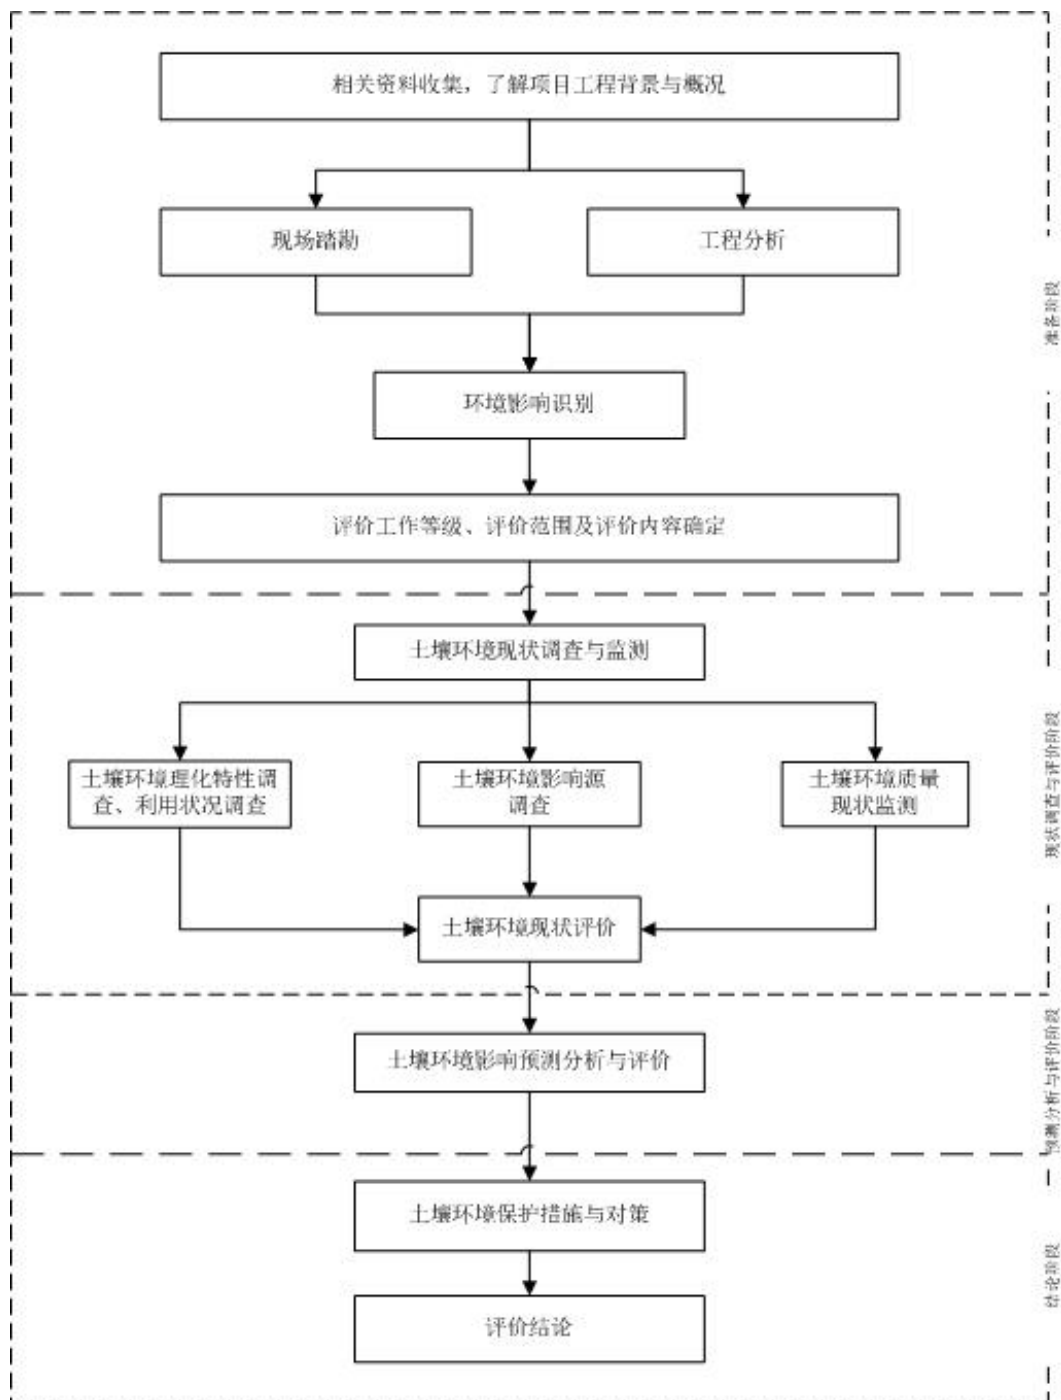 相关资料收集，了解项目工程背景与概况
现场踏勘
工程分析
准备阶段
环境影响识别
评价工作等级、评价范围及评价内容确定
土壤环境现状调查与监测
土壤环境理化特性调
查、利用状况调查
土壤环境影响源
调查
土壤环境质量
现状监测
现状调查与评价阶段
土壤环境现状评价
土壤环境影响预测分析与评价
预测分析与评价阶段
土壤环境保护措施与对策
结论阶段
评价结论